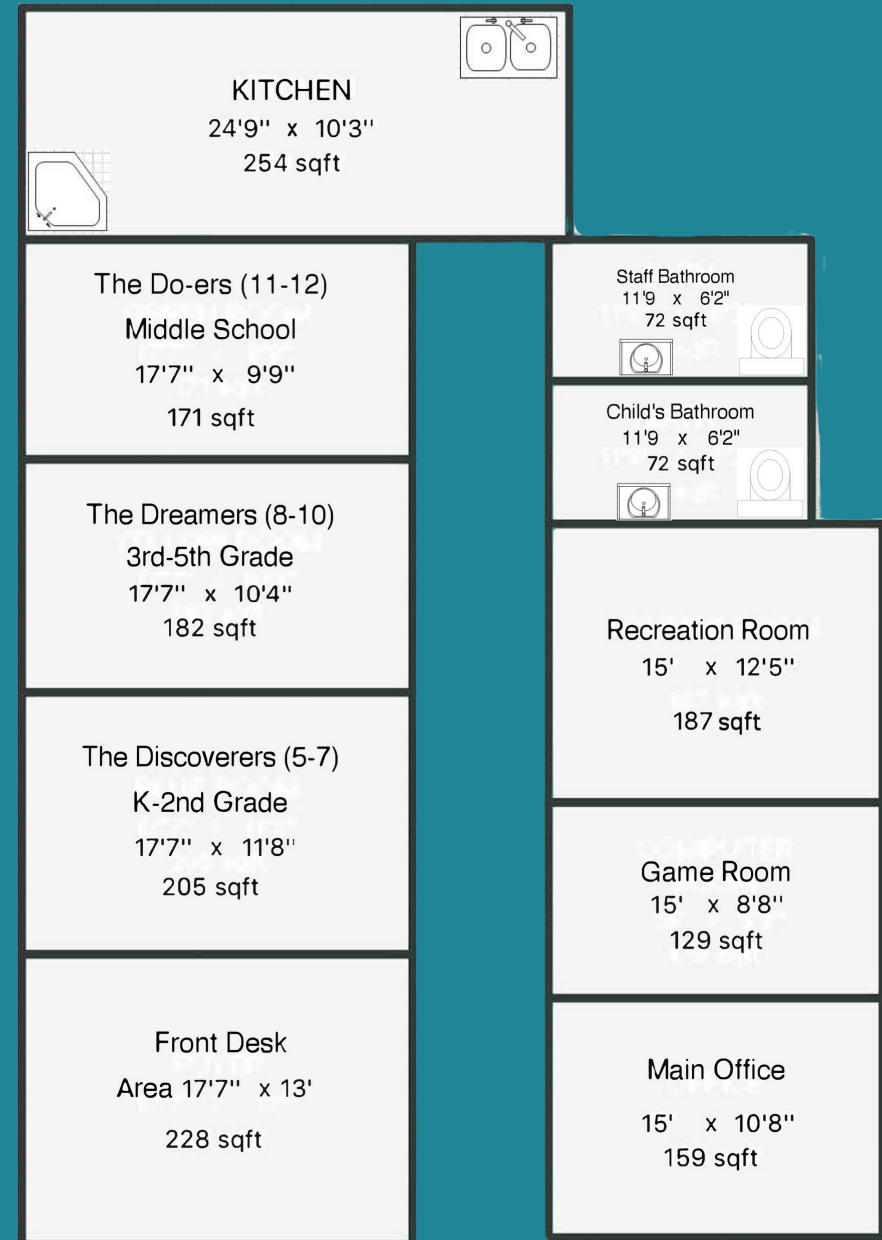 KITCHEN
24'9" x 10'3"
254 sqft
The Do-ers (11-12)
Middle School
17'7" x 9'9"
171 sqft
The Dreamers (8-10)
3rd-5th Grade
17'7" x 10'4"
182 sqft
The Discoverers (5-7)
K-2nd Grade
17'7" x 11'8"
205 sqft
Front Desk
Area 17'7" x 13'
228 sqft
Staff Bathroom
11'9 x 6'2"
72 sqft
Child's Bathroom
11'9 x 6'2"
72 sqft
Recreation Room
15' x 12'5"
187 sqft
Game Room
15' x 8'8"
129 sqft
Main Office
15' x 10'8"
159 sqft